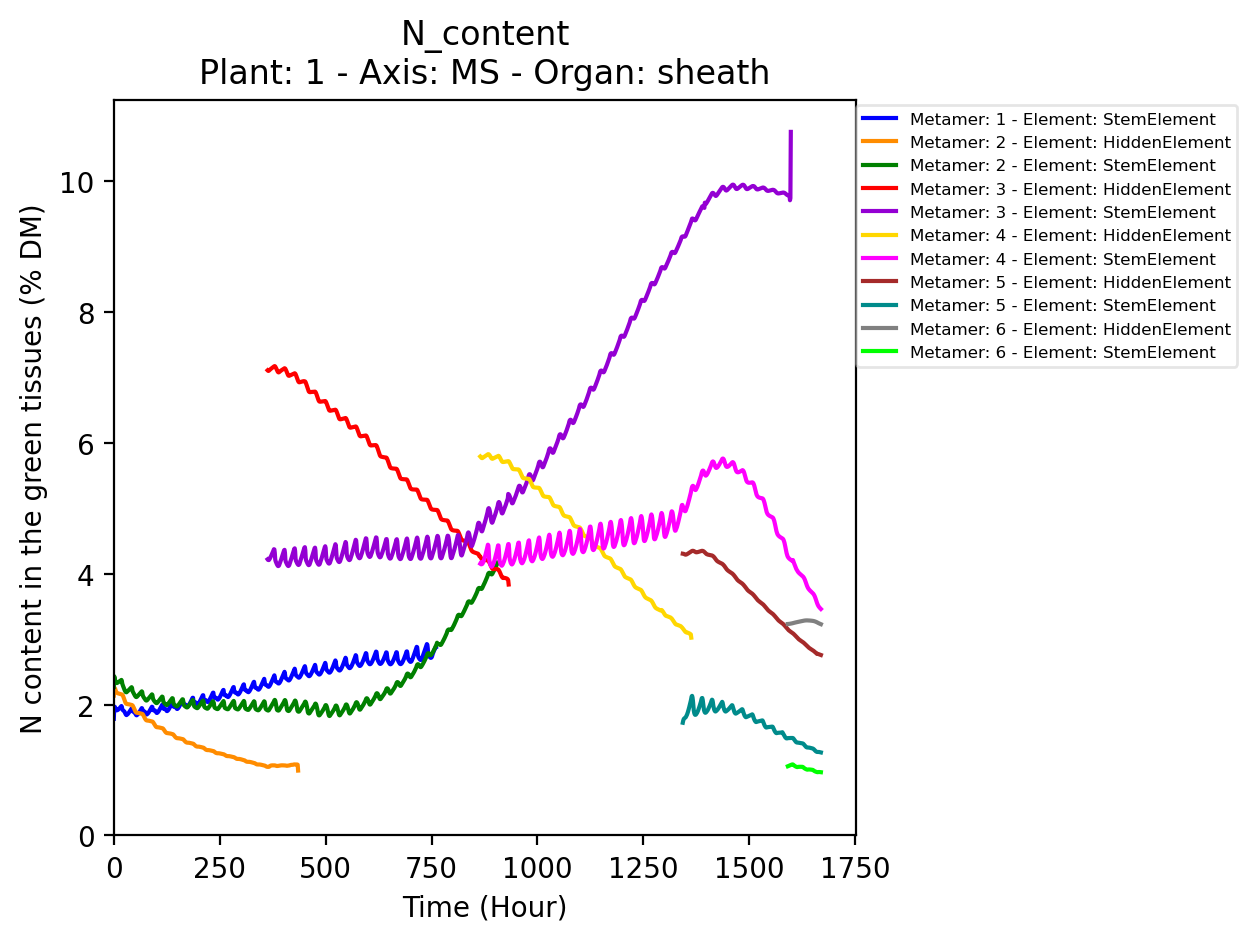 N_content
Plant: 1 - Axis: MS - Organ: sheath
N content in the green tissues (% DM)
10
8
6
4
2
0
0 250 500 750 1000 1250 1500 1750
Time (Hour)
Metamer: 1 - Element: StemElement
Metamer: 2 - Element: HiddenElement
Metamer: 2 - Element: StemElement
Metamer: 3 - Element: HiddenElement
Metamer: 3 - Element: StemElement
Metamer: 4 - Element: HiddenElement
Metamer: 4 - Element: StemElement
Metamer: 5 - Element: HiddenElement
Metamer: 5 - Element: StemElement
Metamer: 6 - Element: HiddenElement
Metamer: 6 - Element: StemElement